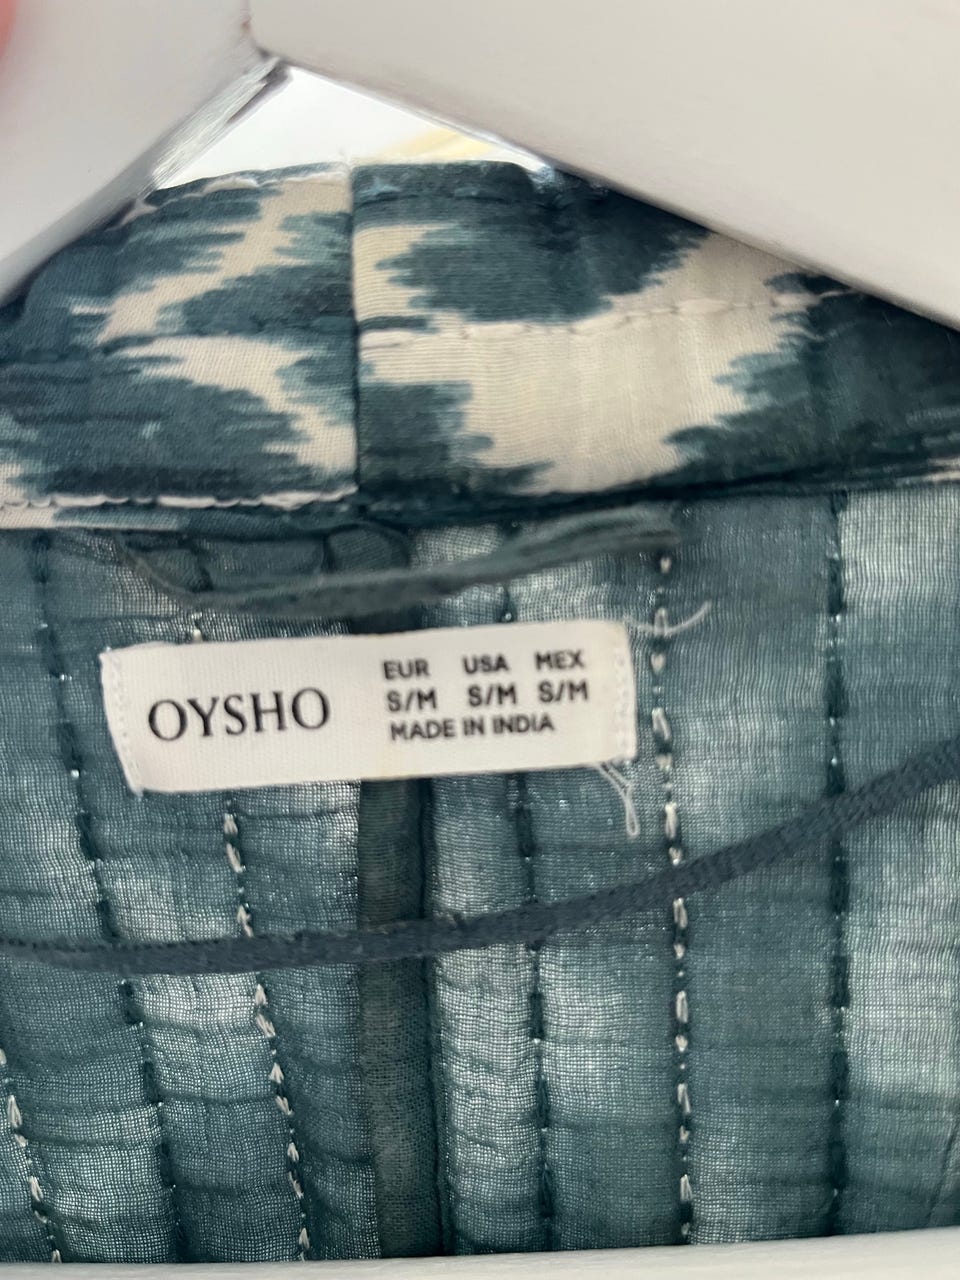 OYSHO
EUR USA MEX
S/M S/M S/M
MADE IN INDIA